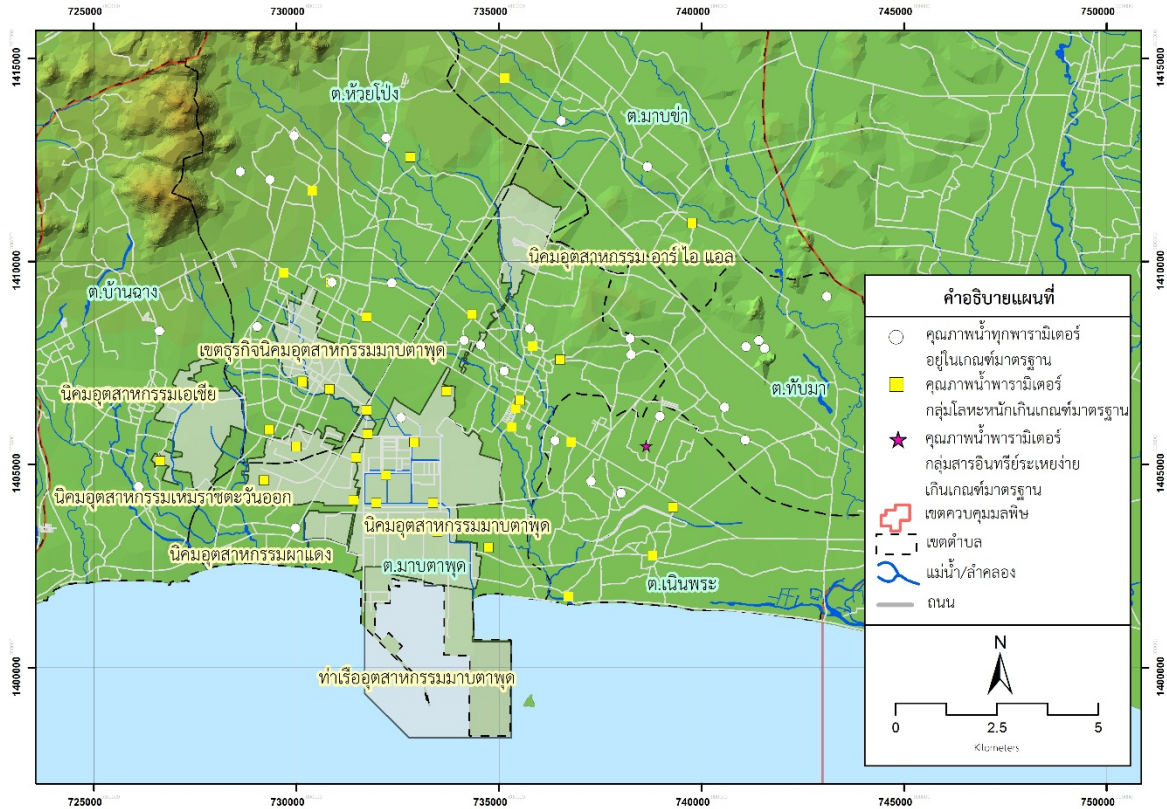 725000 730000 735000 740000 745000 750000
1415000 1415000
ต.ห้วยโป่ง
ต.มาบข่า
1410000 1410000
นิคมอุตสาหกรรม อาร์ ไอ แอล
ต.บ้านฉาง
เขตธุรกิจนิคมอุตสาหกรรมมาบตาพุด
นิคมอุตสาหกรรมเอเชีย
ต.ทับมา
1405000 1405000
นิคมอุตสาหกรรมเหมราชตะวันออก
นิคมอุตสาหกรรมมาบตาพุด
นิคมอุตสาหกรรมผาแดง
ต.มาบตาพุด
ต.เนินพระ
1400000 1400000
ท่าเรืออุตสาหกรรมมาบตาพุด
คำอธิบายแผนที่
คุณภาพน้ำทุกพารามิเตอร์
อยู่ในเกณฑ์มาตรฐาน
คุณภาพน้ำพารามิเตอร์
กลุ่มโลหะหนักเกินเกณฑ์มาตรฐาน
คุณภาพน้ำพารามิเตอร์
กลุ่มสารอินทรีย์ระเหยง่าย
เกินเกณฑ์มาตรฐาน
เขตควบคุมมลพิษ
เขตตำบล
แม่น้ำ/ลำคลอง
ถนน
N
0 2.5 5
Kilometers
725000 730000 735000 740000 745000 750000